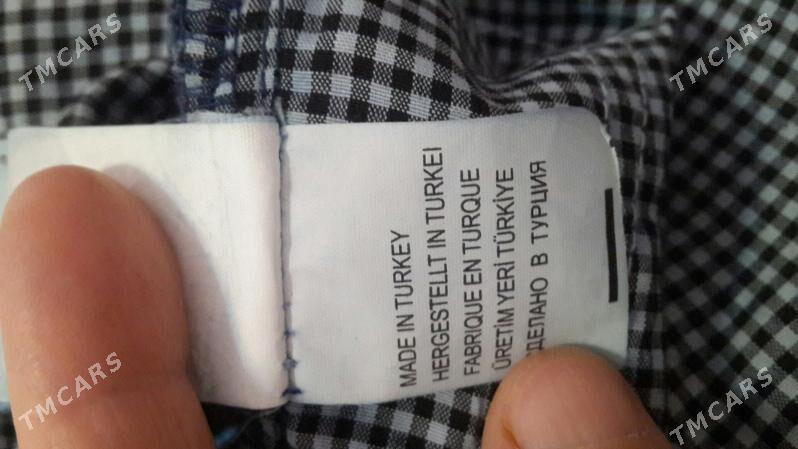 MADE IN TURKEY
HERGESTELLT IN TURKEI
FABRIQUE EN TURQUE
ÜRETİM YERİ TÜRKİYE
СДЕЛАНО В ТУРЦИЯ
TMCARS
TMCARS
TMCARS
TMCARS